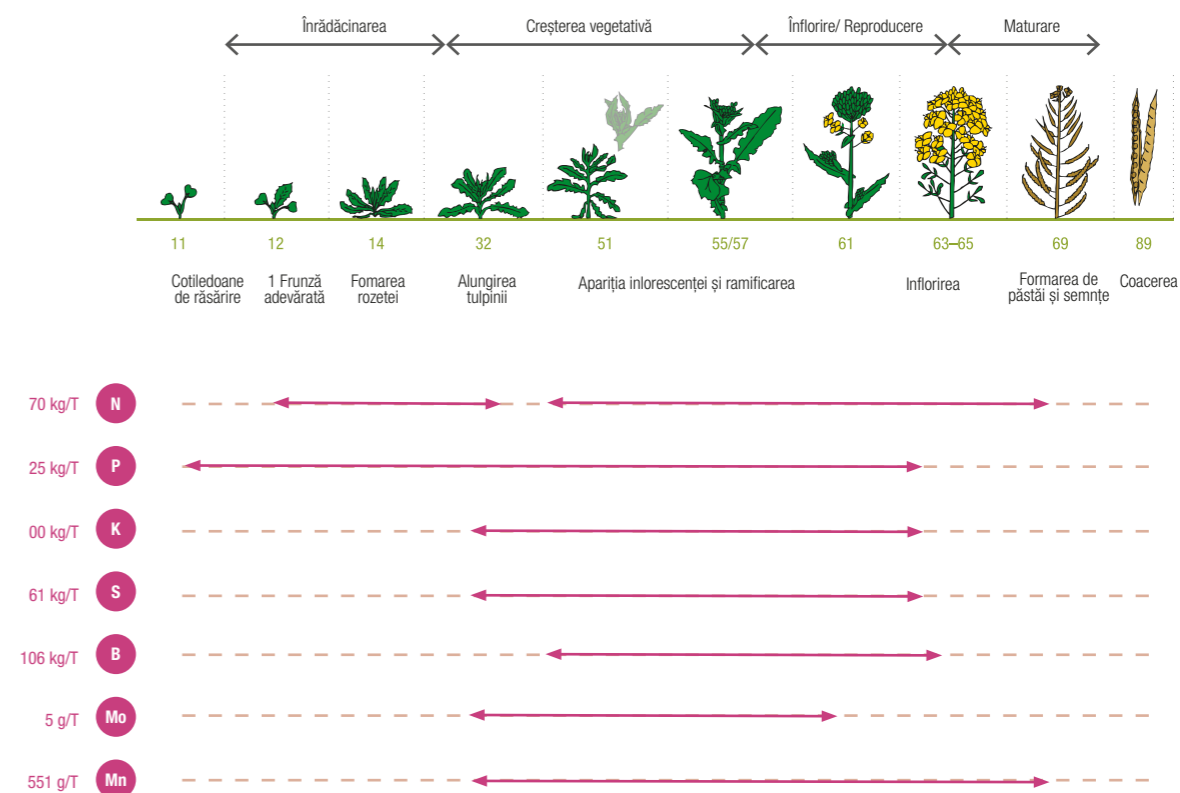 Înrădăcinarea
Creșterea vegetativă
Înflorire/ Reproducere
Maturare
11
12
14
32
51
55/57
61
63–65
69
89
Cotiledoane
de răsărire
1 Frunză
adevărată
Fomarea
rozetei
Alungirea
tulpinii
Apariția inlorescenței și ramificarea
Inflorirea
Formarea de
păstăi și semnțe
Coacerea
70 kg/T N
25 kg/T P
00 kg/T K
61 kg/T S
106 kg/T B
5 g/T Mo
551 g/T Mn